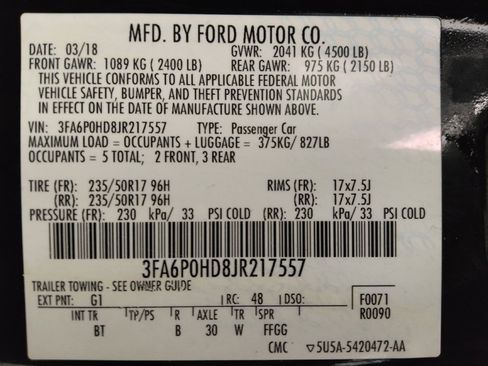 MFD. BY FORD MOTOR CO.
DATE: 03/18 GVWR: 2041 KG ( 4500 LB)
FRONT GAWR: 1089 KG ( 2400 LB) REAR GAWR: 975 KG ( 2150 LB)
THIS VEHICLE CONFORMS TO ALL APPLICABLE FEDERAL MOTOR
VEHICLE SAFETY, BUMPER, AND THEFT PREVENTION STANDARDS
IN EFFECT ON THE DATE OF MANUFACTURE SHOWN ABOVE.
VIN: 3FA6P0HD8JR217557 TYPE: Passenger Car
MAXIMUM LOAD = OCCUPANTS + LUGGAGE = 375KG/ 827LB
OCCUPANTS = 5 TOTAL; 2 FRONT, 3 REAR
TIRE (FR): 235/50R17 96H RIMS (FR): 17x7.5J
(RR): 235/50R17 96H (RR): 17x7.5J
PRESSURE (FR): 230 kPa/ 33 PSI COLD (RR): 230 kPa/ 33 PSI COLD
3FA6P0HD8JR217557
TRAILER TOWING - SEE OWNER GUIDE
EXT PNT: G1 RC: 48 DSO: F0071
INT TR TP/PS R AXLE TR SPR R0090
BT B 30 W FFGG
CMC ▽5U5A-5420472-AA